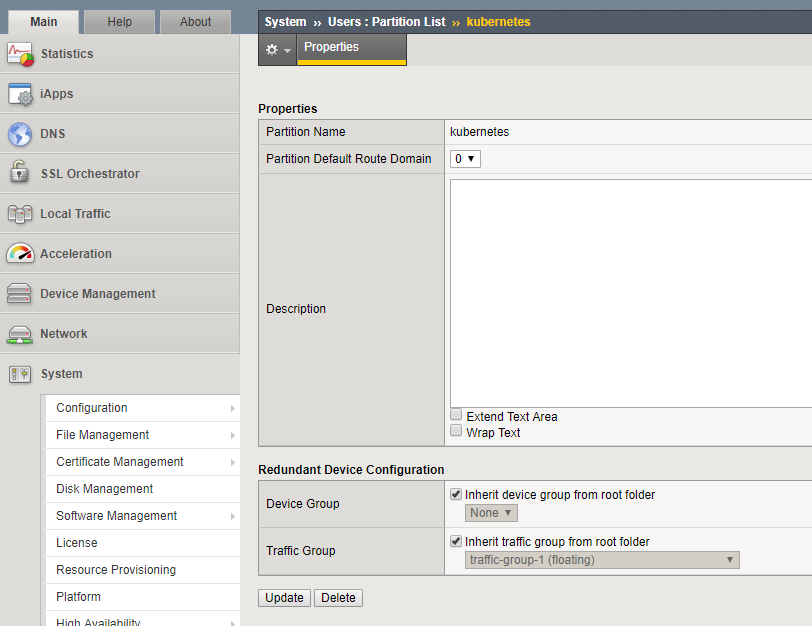 Main
Help
About
Statistics
iApps
DNS
SSL Orchestrator
Local Traffic
Acceleration
Device Management
Network
System
Configuration
File Management
Certificate Management
Disk Management
Software Management
License
Resource Provisioning
Platform
High Availability
System ›› Users : Partition List ›› kubernetes
Properties
Properties
Partition Name
kubernetes
Partition Default Route Domain
0
Description
Extend Text Area
Wrap Text
Redundant Device Configuration
Device Group
Inherit device group from root folder
None
Traffic Group
Inherit traffic group from root folder
traffic-group-1 (floating)
Update
Delete